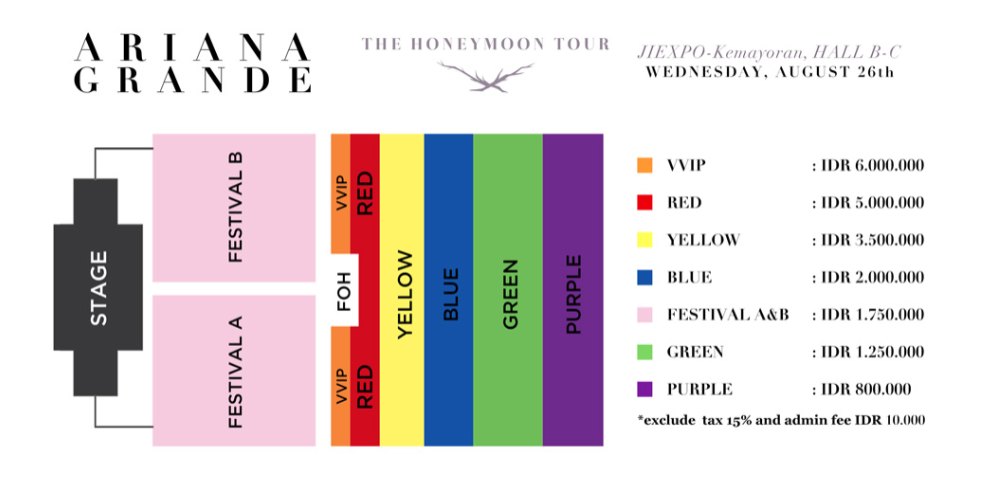 ARIANA
GRANDE
THE HONEYMOON TOUR
JIEXPO-Kemayoran, HALL B-C
WEDNESDAY, AUGUST 26th
STAGE
FESTIVAL B
FESTIVAL A
VVIP
RED
FOH
VVIP
RED
YELLOW
BLUE
GREEN
PURPLE
VVIP : IDR 6.000.000
RED : IDR 5.000.000
YELLOW : IDR 3.500.000
BLUE : IDR 2.000.000
FESTIVAL A&B : IDR 1.750.000
GREEN : IDR 1.250.000
PURPLE : IDR 800.000
*exclude tax 15% and admin fee IDR 10.000